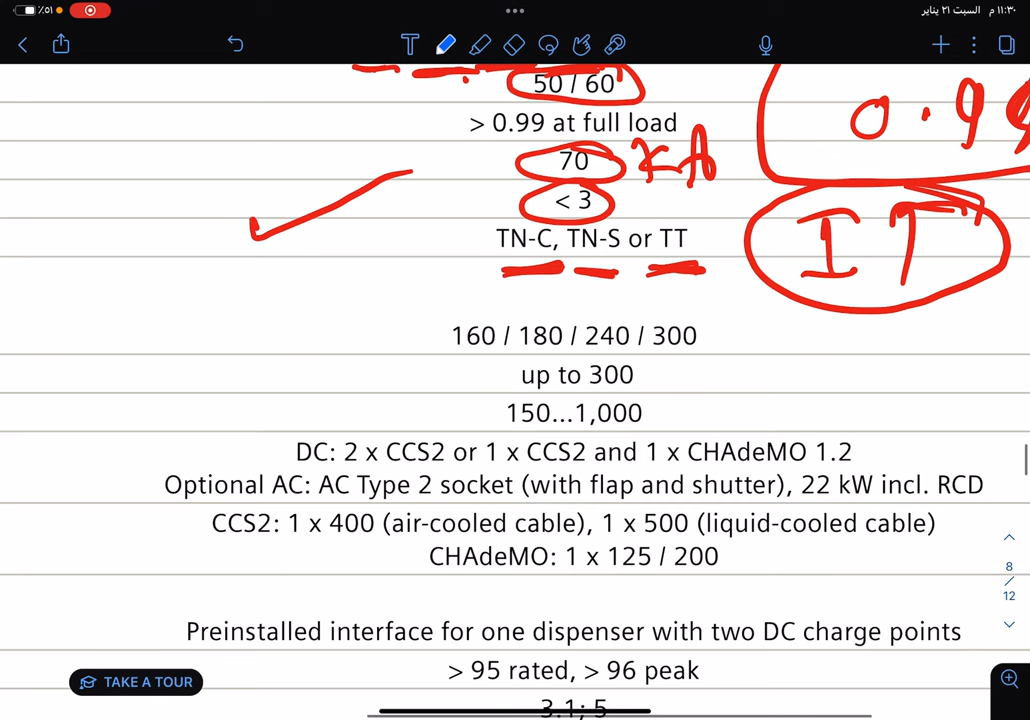 ٥١٪
•••
١١:٣٠ م السبت ٢١ يناير
50 / 60
> 0.99 at full load
0.9
70 KA
< 3
TN-C, TN-S or TT
IT
160 / 180 / 240 / 300
up to 300
150...1,000
DC: 2 x CCS2 or 1 x CCS2 and 1 x CHAdeMO 1.2
Optional AC: AC Type 2 socket (with flap and shutter), 22 kW incl. RCD
CCS2: 1 x 400 (air-cooled cable), 1 x 500 (liquid-cooled cable)
CHAdeMO: 1 x 125 / 200
8
/
12
Preinstalled interface for one dispenser with two DC charge points
> 95 rated, > 96 peak
TAKE A TOUR
3.1; 5